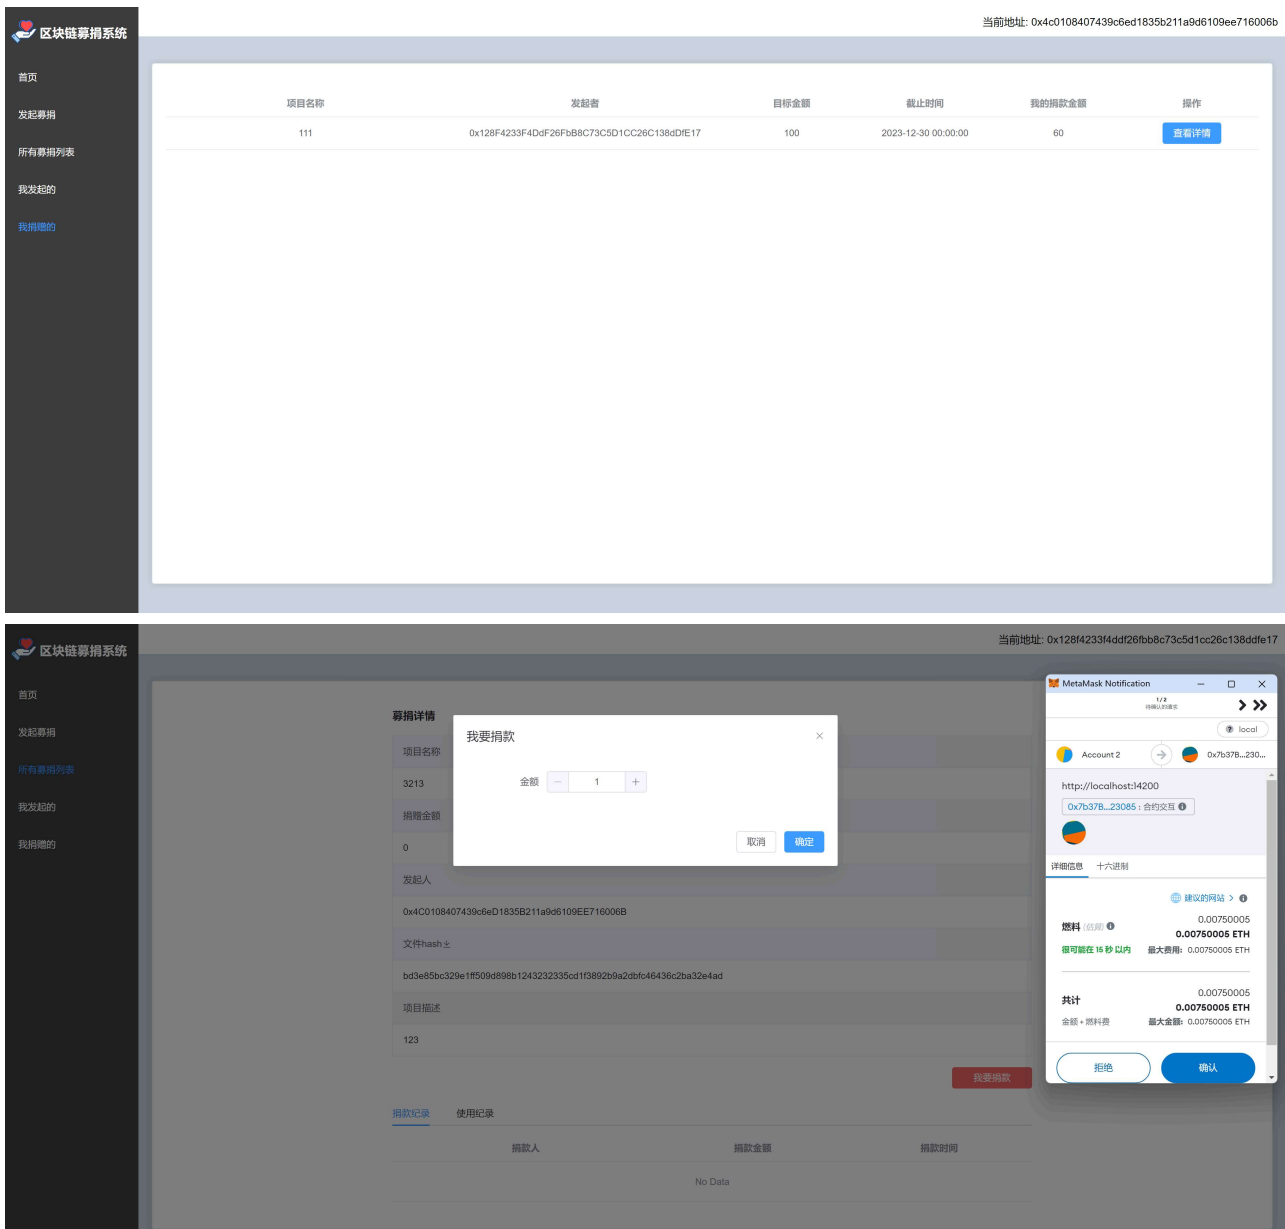 区块链募捐系统
当前地址: 0x4c0108407439c6ed1835b211a9d6109ee716006b
首页
发起募捐
所有募捐列表
我发起的
我捐赠的
项目名称 发起者 目标金额 截止时间 我的捐款金额 操作
111 0x128F4233F4DdF26FbB8C73C5D1CC26C138dDfE17 100 2023-12-30 00:00:00 60 查看详情
区块链募捐系统
当前地址: 0x128f4233f4ddf26fbb8c73c5d1cc26c138ddfe17
首页
发起募捐
所有募捐列表
我发起的
我捐赠的
募捐详情
项目名称
3213
捐赠金额
0
发起人
0x4C0108407439c6eD1835B211a9d6109EE716006B
文件hash
bd3e85bc329e1ff509d898b1243232335cd1f3892b9a2dbfc46436c2ba32e4ad
项目描述
123
我要捐款
捐款纪录 使用纪录
捐款人 捐款金额 捐款时间
No Data
我要捐款 ×
金额 − 1 +
取消 确定
MetaMask Notification
1/2
待确认的请求
local
Account 2 0x7b37B...230...
http://localhost:14200
0x7b37B...23085 : 合约交互
详细信息 十六进制
建议的网站 >
0.00750005
燃料 (估算) 0.00750005 ETH
很可能在 15 秒 以内 最大费用: 0.00750005 ETH
0.00750005
共计 0.00750005 ETH
金额 + 燃料费 最大金额: 0.00750005 ETH
拒绝 确认